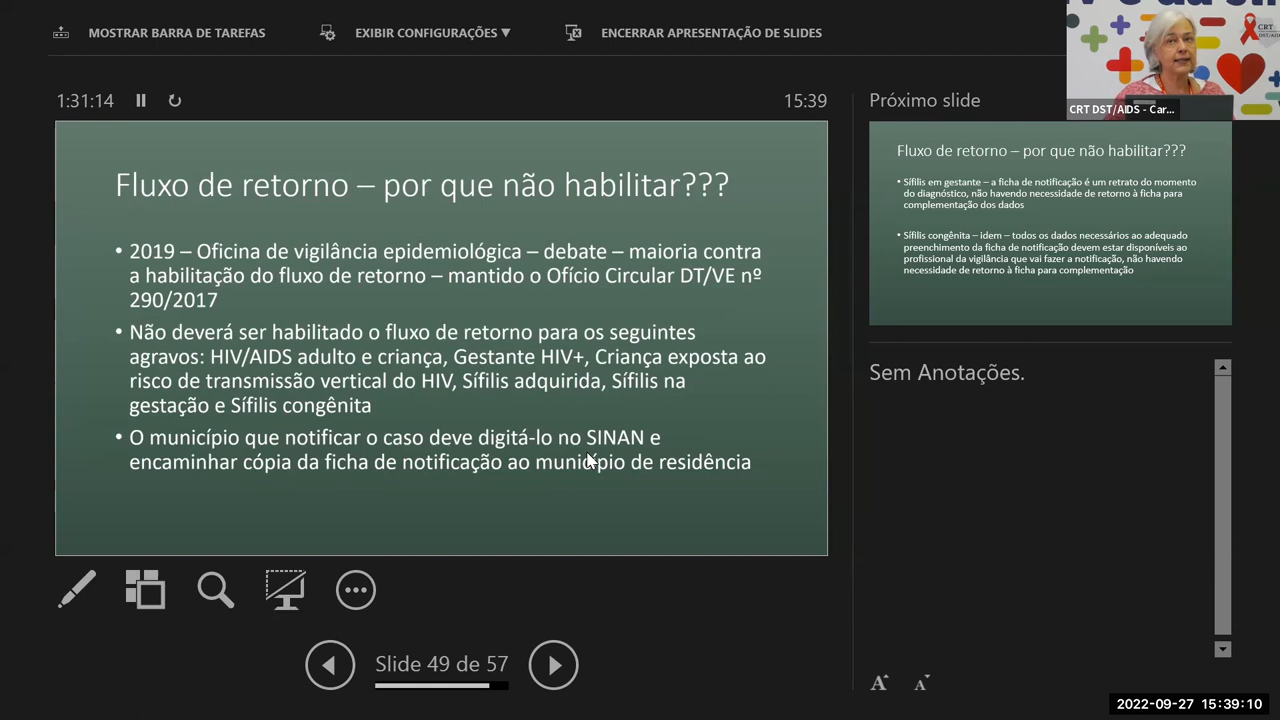 MOSTRAR BARRA DE TAREFAS
EXIBIR CONFIGURAÇÕES ▼
ENCERRAR APRESENTAÇÃO DE SLIDES
CRT
DST/AIDS
CRT DST/AIDS - Car...
1:31:14
15:39
Próximo slide
Fluxo de retorno – por que não habilitar???
• 2019 – Oficina de vigilância epidemiológica – debate – maioria contra
a habilitação do fluxo de retorno – mantido o Ofício Circular DT/VE nº
290/2017
• Não deverá ser habilitado o fluxo de retorno para os seguintes
agravos: HIV/AIDS adulto e criança, Gestante HIV+, Criança exposta ao
risco de transmissão vertical do HIV, Sífilis adquirida, Sífilis na
gestação e Sífilis congênita
• O município que notificar o caso deve digitá-lo no SINAN e
encaminhar cópia da ficha de notificação ao município de residência
Fluxo de retorno – por que não habilitar???
• Sífilis em gestante – a ficha de notificação é um retrato do momento
do diagnóstico, não havendo necessidade de retorno à ficha para
complementação dos dados
• Sífilis congênita – idem – todos os dados necessários ao adequado
preenchimento da ficha de notificação devem estar disponíveis ao
profissional da vigilância que vai fazer a notificação, não havendo
necessidade de retorno à ficha para complementação
Sem Anotações.
Slide 49 de 57
A A
2022-09-27 15:39:10